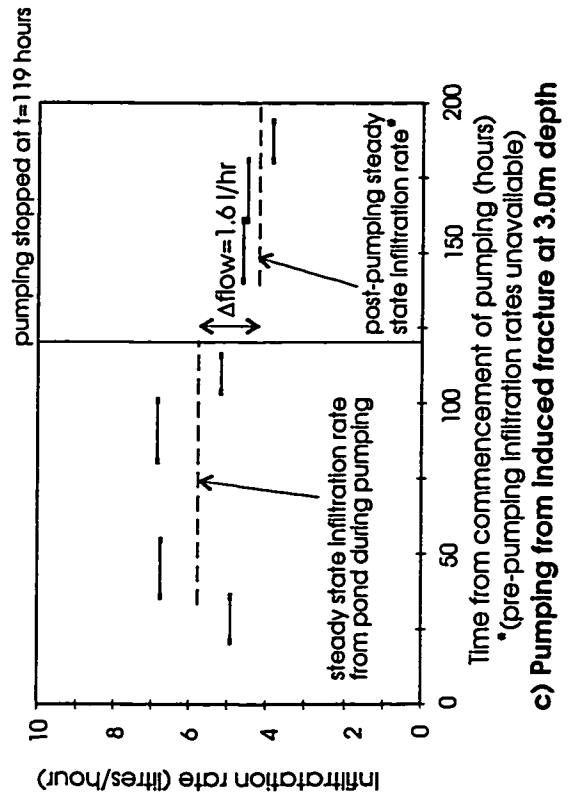 pumping stopped at t=119 hours
10
8
6
4
2
0
Infiltratation rate (litres/hour)
Δflow=1.6 l/hr
steady state infiltration rate
from pond during pumping
post-pumping steady
state infiltration rate*
0
50
100
150
200
Time from commencement of pumping (hours)
*(pre-pumping infiltration rates unavailable)
c) Pumping from induced fracture at 3.0m depth